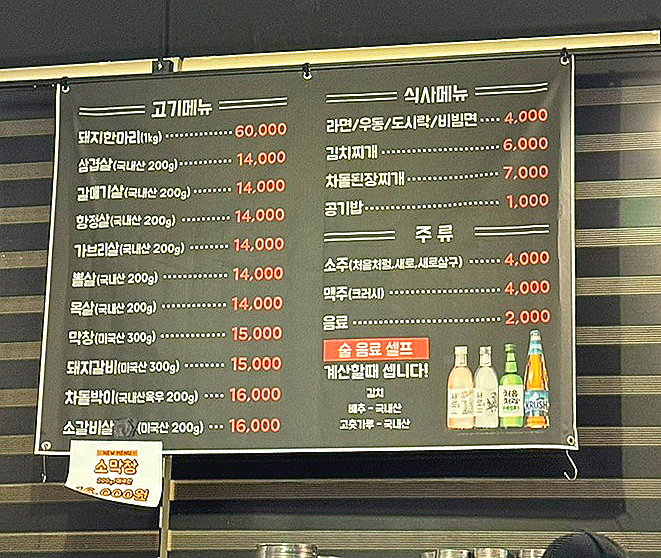 고기메뉴
돼지한마리(1kg) 60,000
삼겹살(국내산 200g) 14,000
갈매기살(국내산 200g) 14,000
항정살(국내산 200g) 14,000
가브리살(국내산 200g) 14,000
뽈살(국내산 200g) 14,000
목살(국내산 200g) 14,000
막창(미국산 300g) 15,000
돼지갈비(미국산 300g) 15,000
차돌박이(국내산육우 200g) 16,000
소갈비살 (미국산 200g) 16,000
식사메뉴
라면/우동/도시락/비빔면 4,000
김치찌개 6,000
차돌된장찌개 7,000
공기밥 1,000
주류
소주(처음처럼,새로,새로살구) 4,000
맥주(크러시) 4,000
음료 2,000
술 음료 셀프
계산할때 셉니다!
김치
배추 - 국내산
고춧가루 - 국내산
새로
새로
처음처럼
KRUSH
NEW MENU
소막창
200g